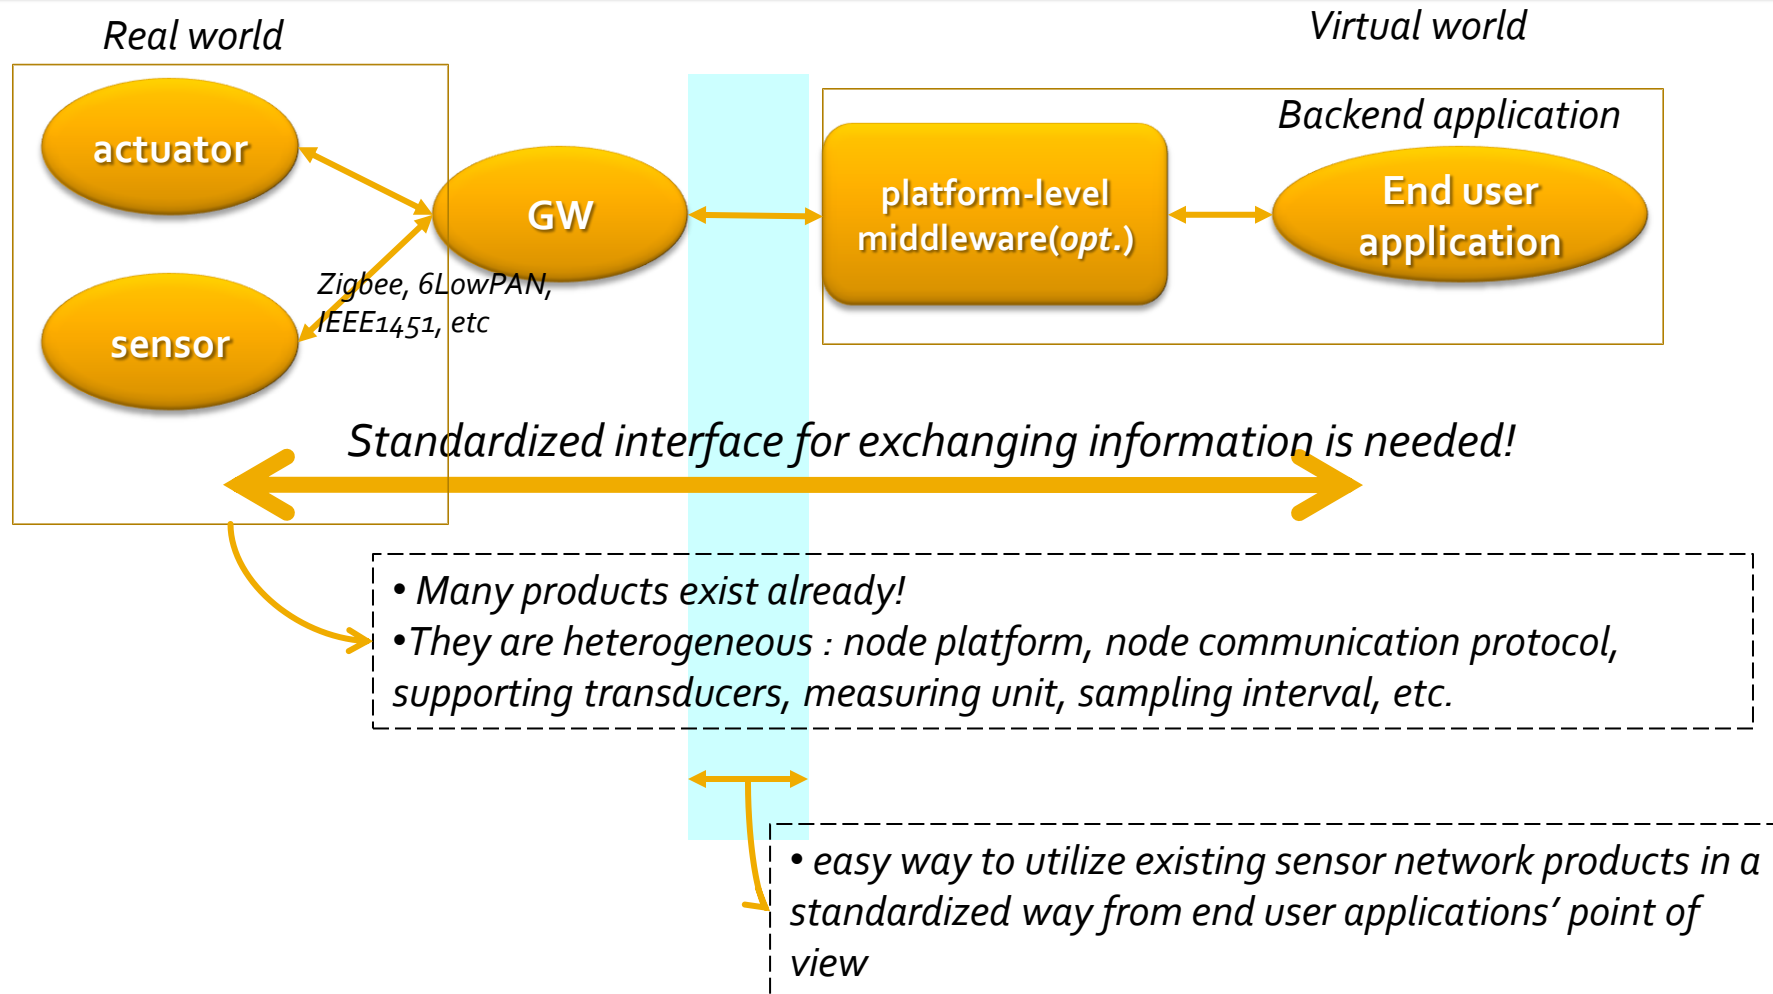 Real world
Virtual world
Backend application
actuator
GW
platform-level
middleware(opt.)
End user
application
Zigbee, 6LowPAN,
IEEE1451, etc
sensor
Standardized interface for exchanging information is needed!
• Many products exist already!
•They are heterogeneous : node platform, node communication protocol,
supporting transducers, measuring unit, sampling interval, etc.
• easy way to utilize existing sensor network products in a
standardized way from end user applications’ point of
view